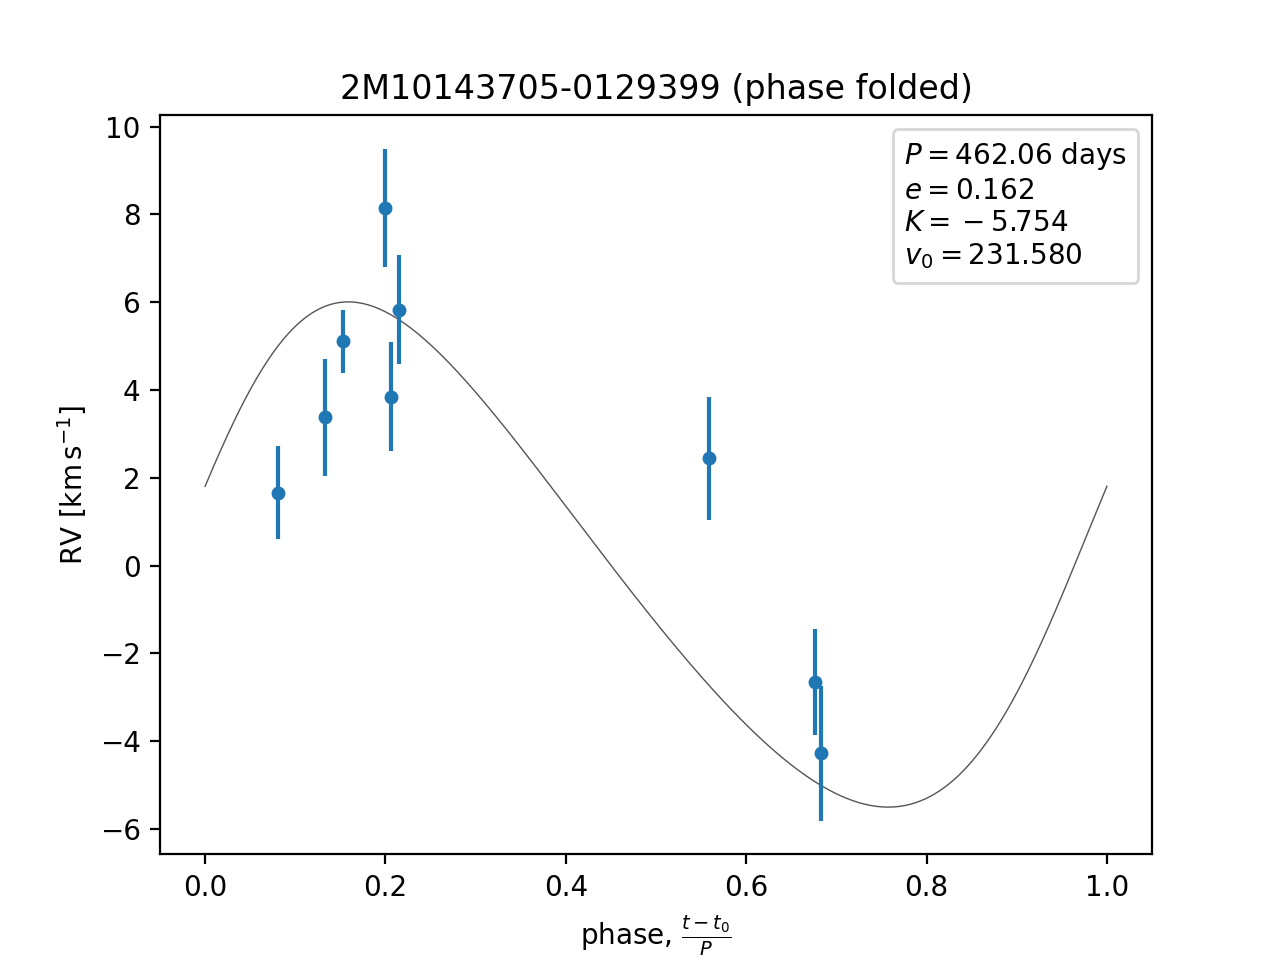 2M10143705-0129399 (phase folded)
P = 462.06 days
e = 0.162
K = −5.754
v₀ = 231.580
10
8
6
4
2
0
−2
−4
−6
RV [km s⁻¹]
0.0 0.2 0.4 0.6 0.8 1.0
phase, (t − t₀)/P